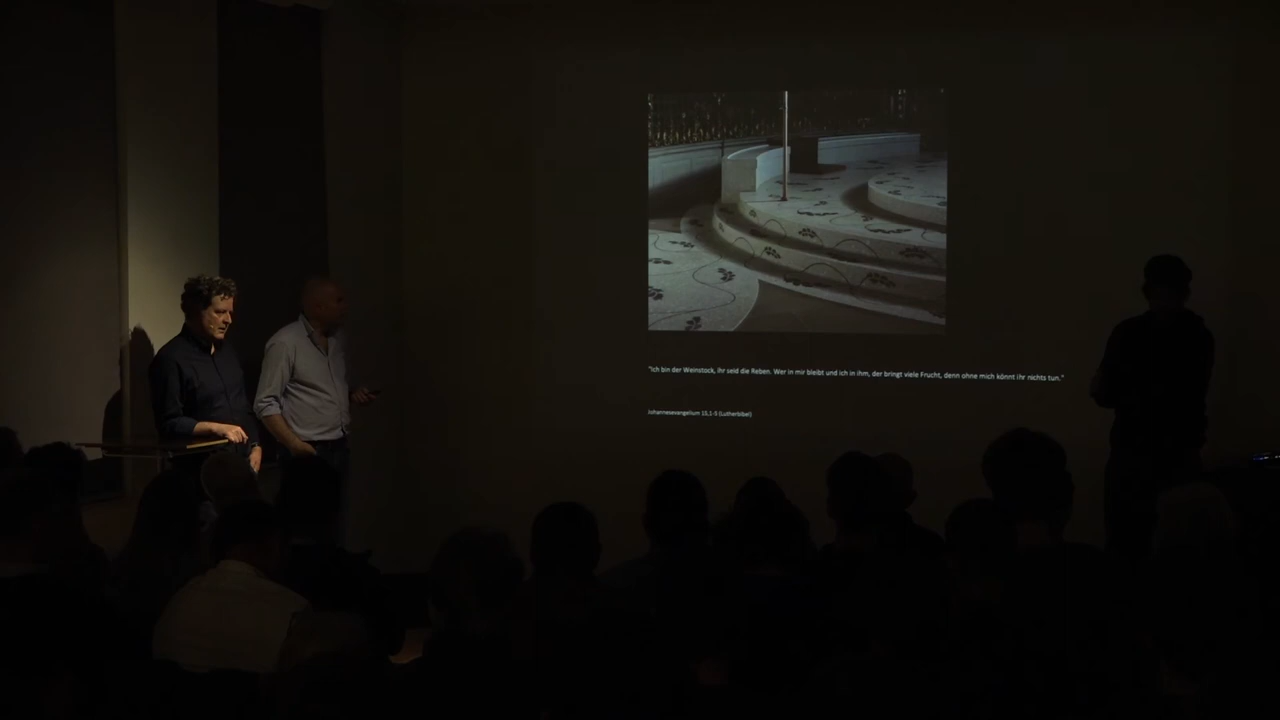 "Ich bin der Weinstock, ihr seid die Reben. Wer in mir bleibt und ich in ihm, der bringt viele Frucht, denn ohne mich könnt ihr nichts tun."
Johannesevangelium 15,1-5 (Lutherbibel)